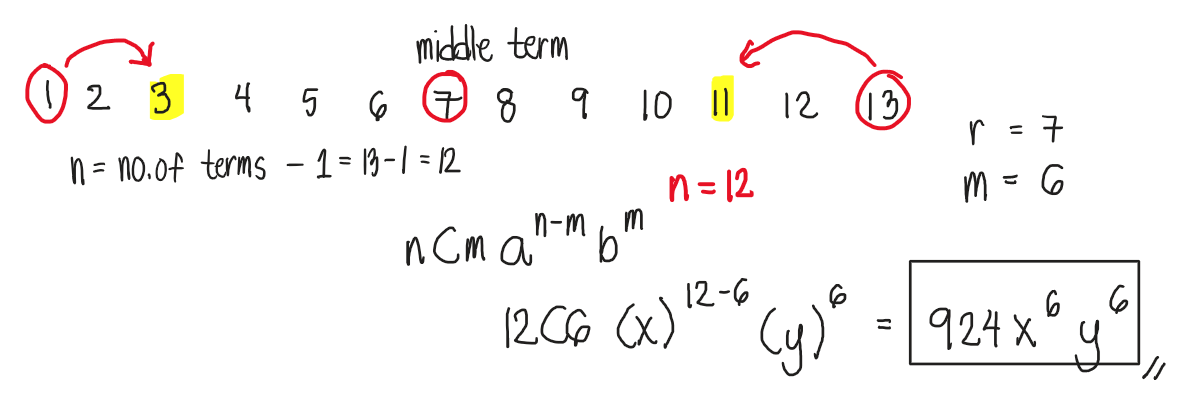 middle term
1 2 3 4 5 6 7 8 9 10 11 12 13
n = no.of terms - 1 = 13-1 = 12
r = 7
n = 12
m = 6
nCm a^{n-m} b^{m}
12C6 (x)^{12-6} (y)^{6} = 924x^{6}y^{6}